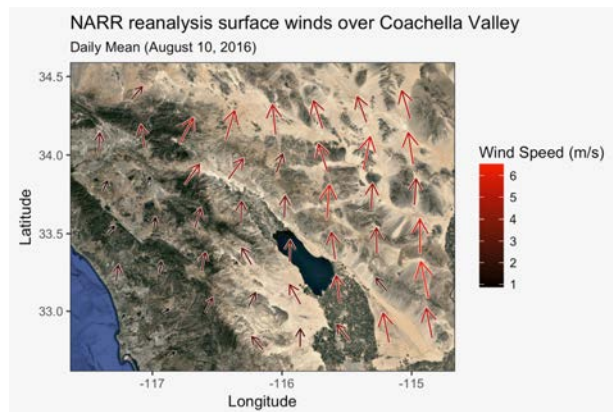 NARR reanalysis surface winds over Coachella Valley
Daily Mean (August 10, 2016)
34.5
34.0
33.5
33.0
Latitude
-117
-116
-115
Longitude
Wind Speed (m/s)
6
5
4
3
2
1